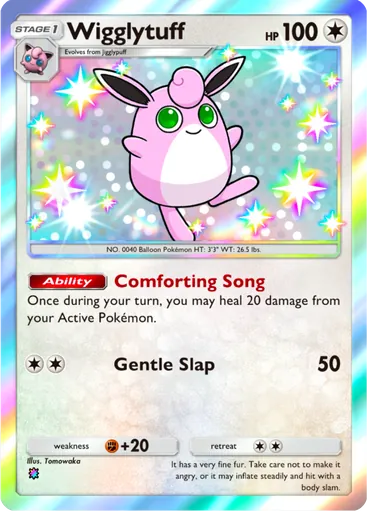 STAGE 1
Wigglytuff
HP 100
Evolves from Jigglypuff
NO. 0040 Balloon Pokémon HT: 3'3" WT: 26.5 lbs.
Ability Comforting Song
Once during your turn, you may heal 20 damage from
your Active Pokémon.
Gentle Slap 50
weakness +20 retreat
Illus. Tomowaka
It has a very fine fur. Take care not to make it
angry, or it may inflate steadily and hit with a
body slam.